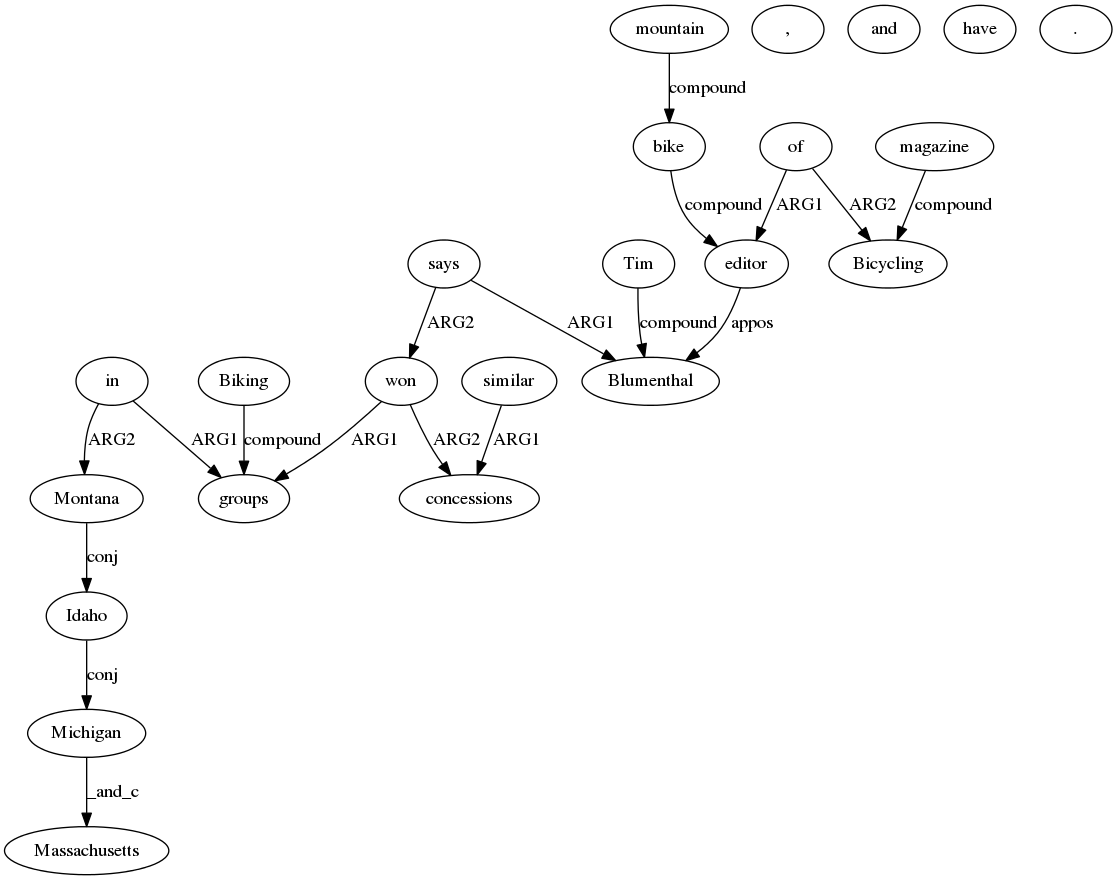 mountain , and have .
compound
bike of magazine
compound ARG1 ARG2 compound
says Tim editor Bicycling
ARG2 ARG1 compound appos
in Biking won similar Blumenthal
ARG2 ARG1 compound ARG1 ARG2 ARG1
Montana groups concessions
conj
Idaho
conj
Michigan
_and_c
Massachusetts